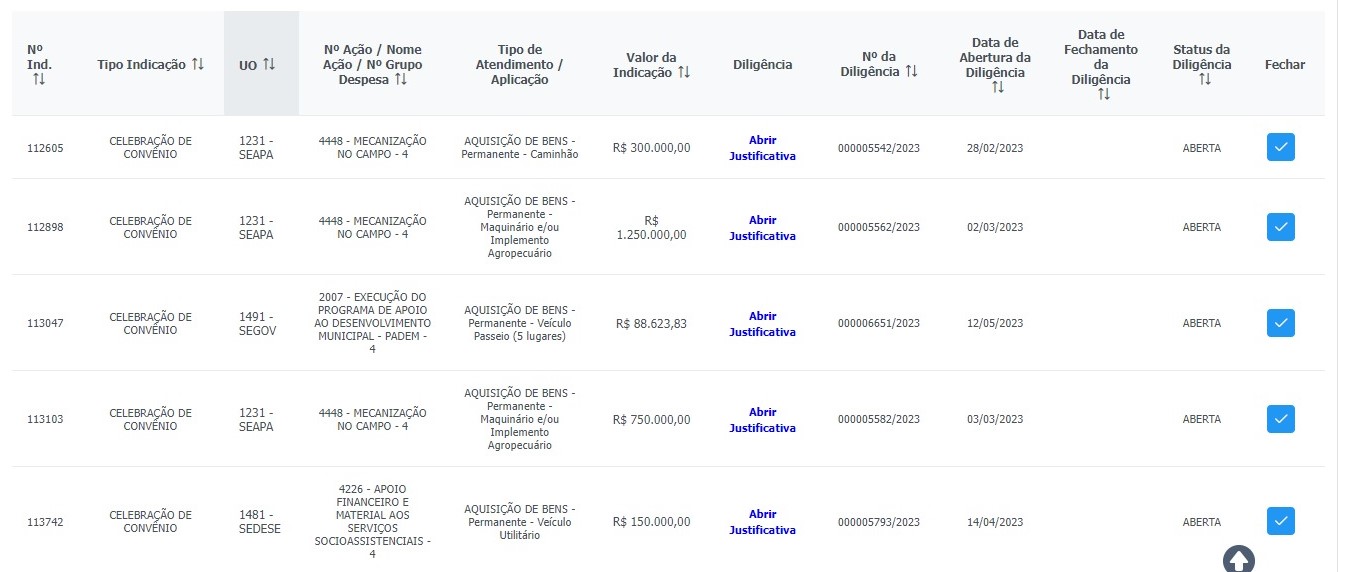 Nº
Ind.
Tipo Indicação
UO
Nº Ação / Nome
Ação / Nº Grupo
Despesa
Tipo de
Atendimento /
Aplicação
Valor da
Indicação
Diligência
Nº da
Diligência
Data de
Abertura da
Diligência
Data de
Fechamento
da
Diligência
Status da
Diligência
Fechar
112605
CELEBRAÇÃO DE
CONVÊNIO
1231 -
SEAPA
4448 - MECANIZAÇÃO
NO CAMPO - 4
AQUISIÇÃO DE BENS -
Permanente - Caminhão
R$ 300.000,00
Abrir
Justificativa
000005542/2023
28/02/2023
ABERTA
112898
CELEBRAÇÃO DE
CONVÊNIO
1231 -
SEAPA
4448 - MECANIZAÇÃO
NO CAMPO - 4
AQUISIÇÃO DE BENS -
Permanente -
Maquinário e/ou
Implemento
Agropecuário
R$
1.250.000,00
Abrir
Justificativa
000005562/2023
02/03/2023
ABERTA
113047
CELEBRAÇÃO DE
CONVÊNIO
1491 -
SEGOV
2007 - EXECUÇÃO DO
PROGRAMA DE APOIO
AO DESENVOLVIMENTO
MUNICIPAL - PADEM -
4
AQUISIÇÃO DE BENS -
Permanente - Veículo
Passeio (5 lugares)
R$ 88.623,83
Abrir
Justificativa
000006651/2023
12/05/2023
ABERTA
113103
CELEBRAÇÃO DE
CONVÊNIO
1231 -
SEAPA
4448 - MECANIZAÇÃO
NO CAMPO - 4
AQUISIÇÃO DE BENS -
Permanente -
Maquinário e/ou
Implemento
Agropecuário
R$ 750.000,00
Abrir
Justificativa
000005582/2023
03/03/2023
ABERTA
113742
CELEBRAÇÃO DE
CONVÊNIO
1481 -
SEDESE
4226 - APOIO
FINANCEIRO E
MATERIAL AOS
SERVIÇOS
SOCIOASSISTENCIAIS -
4
AQUISIÇÃO DE BENS -
Permanente - Veículo
Utilitário
R$ 150.000,00
Abrir
Justificativa
000005793/2023
14/04/2023
ABERTA